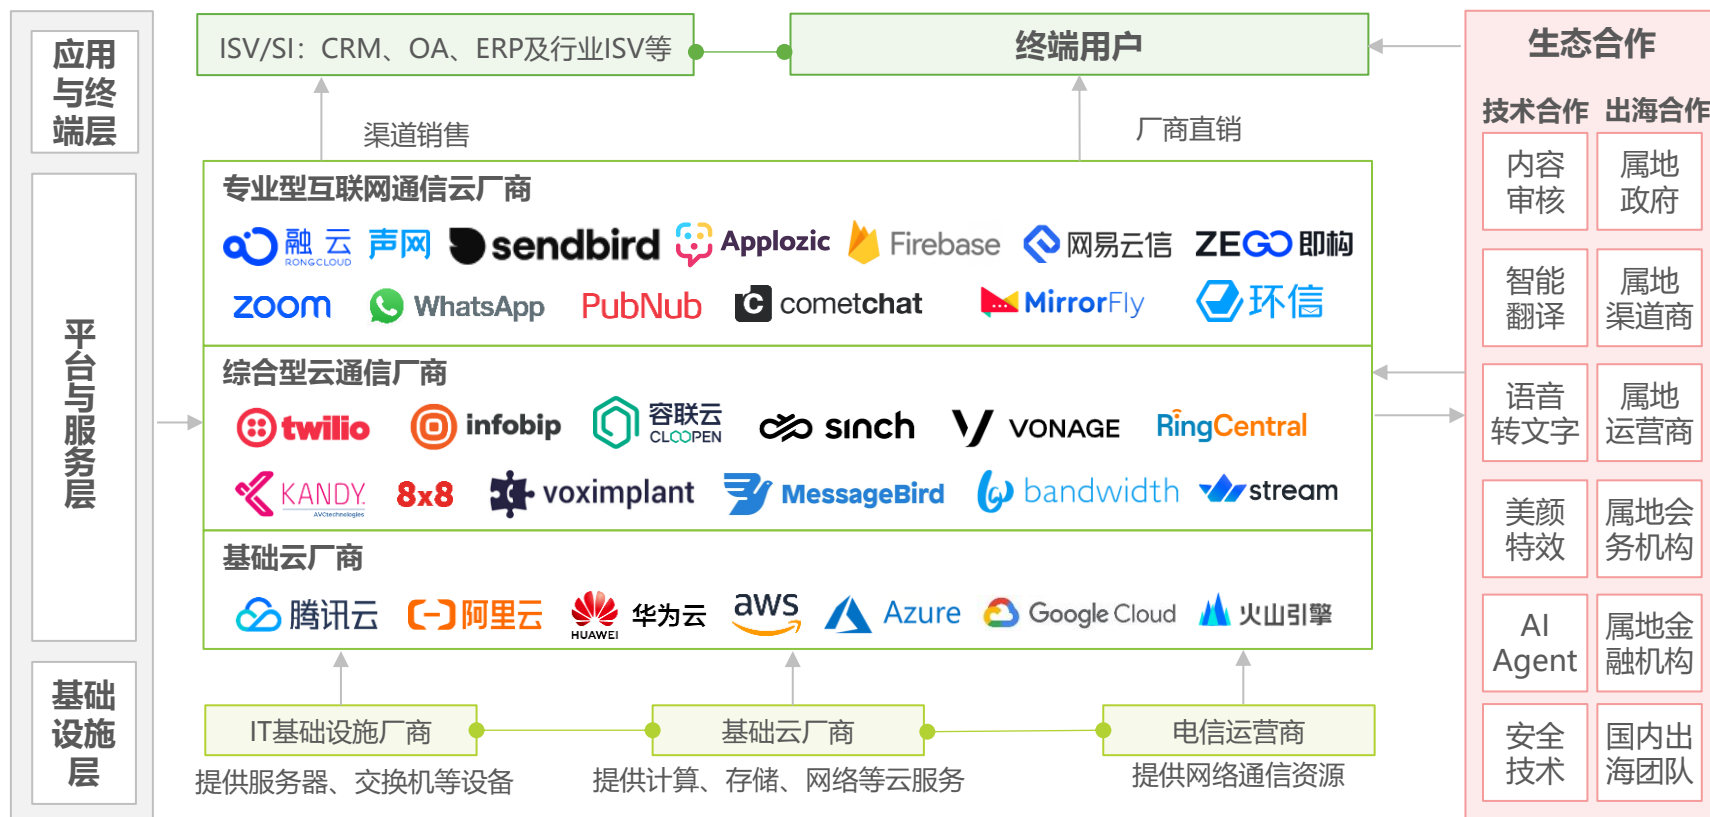 应用
与终
端层
ISV/SI：CRM、OA、ERP及行业ISV等
终端用户
渠道销售
厂商直销
平
台
与
服
务
层
专业型互联网通信云厂商
融 云
RONGCLOUD
声网
sendbird
Applozic
Firebase
网易云信
ZEGO 即构
zoom
WhatsApp
PubNub
C cometchat
MirrorFly
环信
综合型云通信厂商
twilio
infobip
容联云
CLOOPEN
sinch
VONAGE
RingCentral
KANDY.
AVCtechnologies
8x8
voximplant
MessageBird
bandwidth
stream
基础云厂商
腾讯云
阿里云
HUAWEI
华为云
aws
Azure
Google Cloud
火山引擎
基础
设施
层
IT基础设施厂商
基础云厂商
电信运营商
提供服务器、交换机等设备
提供计算、存储、网络等云服务
提供网络通信资源
生态合作
技术合作 出海合作
内容
审核
属地
政府
智能
翻译
属地
渠道商
语音
转文字
属地
运营商
美颜
特效
属地会
务机构
AI
Agent
属地金
融机构
安全
技术
国内出
海团队